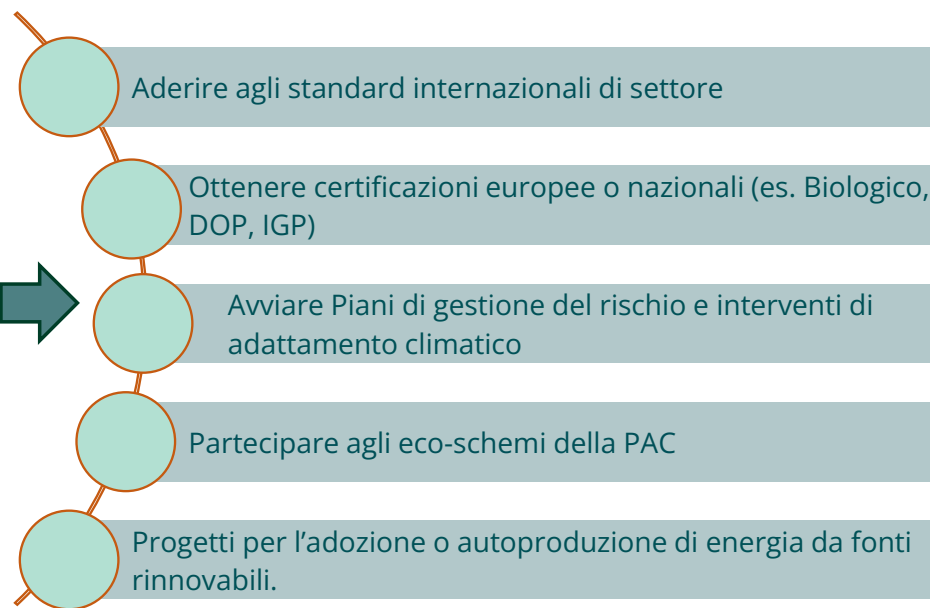 Aderire agli standard internazionali di settore
Ottenere certificazioni europee o nazionali (es. Biologico,
DOP, IGP)
Avviare Piani di gestione del rischio e interventi di
adattamento climatico
Partecipare agli eco-schemi della PAC
Progetti per l’adozione o autoproduzione di energia da fonti
rinnovabili.